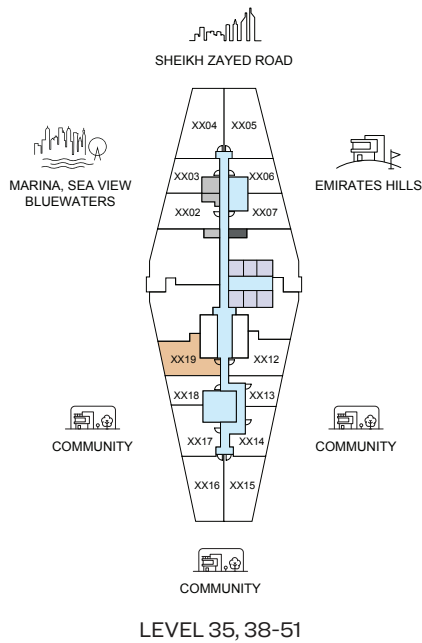 SHEIKH ZAYED ROAD
XX04 XX05
MARINA, SEA VIEW
BLUEWATERS
EMIRATES HILLS
XX03 XX06
XX02 XX07
XX19 XX12
XX18 XX13
XX17 XX14
COMMUNITY
COMMUNITY
XX16 XX15
COMMUNITY
LEVEL 35, 38-51